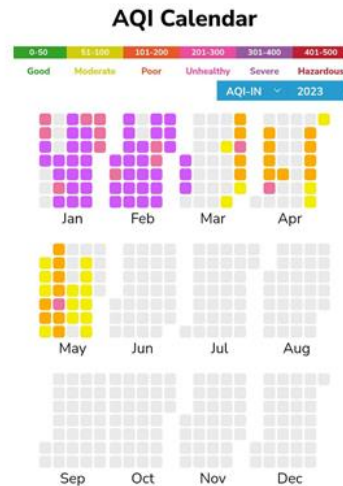 AQI Calendar
0-50 51-100 101-200 201-300 301-400 401-500
Good Moderate Poor Unhealthy Severe Hazardous
AQI-IN 2023
Jan Feb Mar Apr
May Jun Jul Aug
Sep Oct Nov Dec